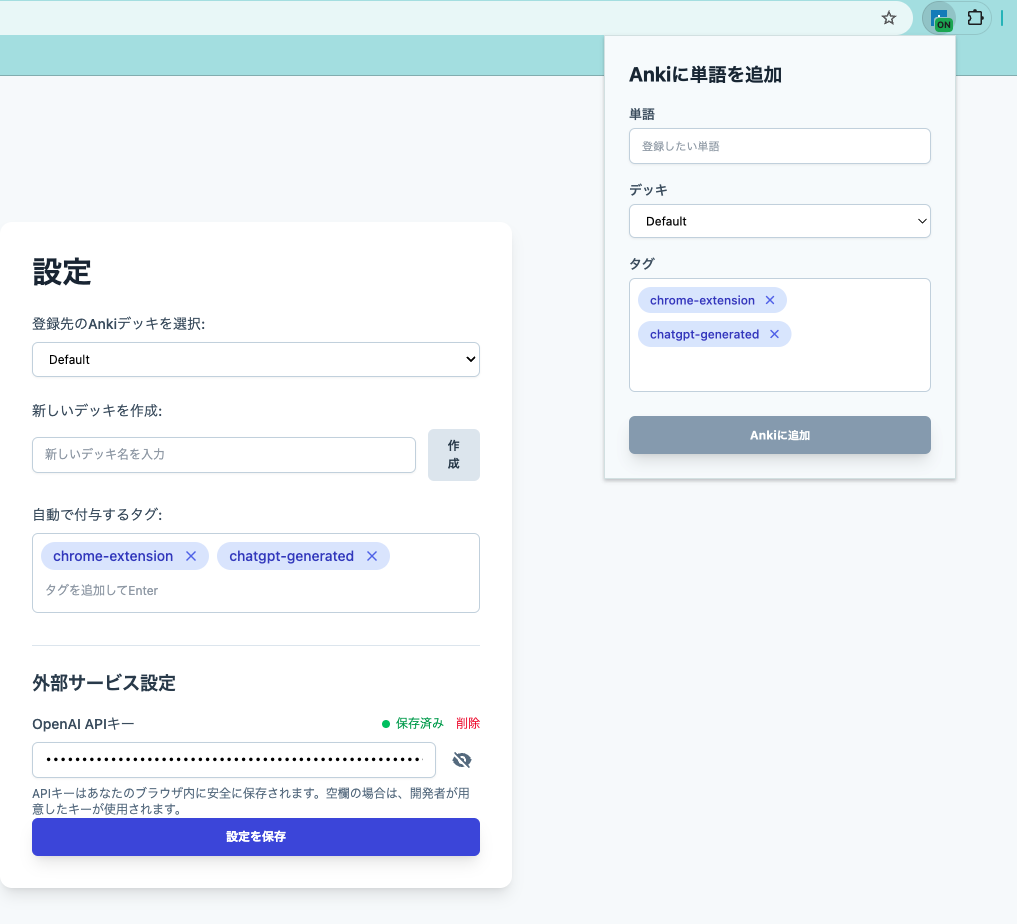 ON
Ankiに単語を追加
単語
登録したい単語
デッキ
Default
タグ
chrome-extension ×
chatgpt-generated ×
Ankiに追加
設定
登録先のAnkiデッキを選択:
Default
新しいデッキを作成:
新しいデッキ名を入力
作
成
自動で付与するタグ:
chrome-extension × chatgpt-generated ×
タグを追加してEnter
外部サービス設定
OpenAI APIキー 保存済み 削除
APIキーはあなたのブラウザ内に安全に保存されます。空欄の場合は、開発者が用
意したキーが使用されます。
設定を保存